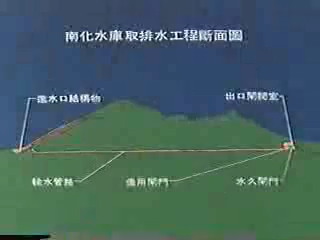 南化水庫取排水工程斷面圖
進水口結構物
出口閘閥室
輸水管路
備用閘門
永久閘門